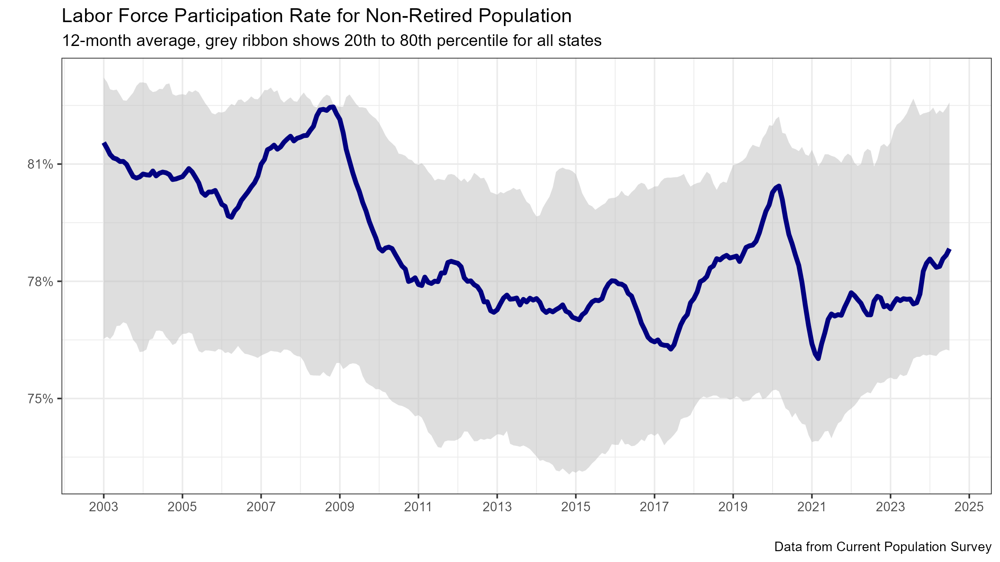 Labor Force Participation Rate for Non-Retired Population
12-month average, grey ribbon shows 20th to 80th percentile for all states
81%
78%
75%
2003 2005 2007 2009 2011 2013 2015 2017 2019 2021 2023 2025
Data from Current Population Survey